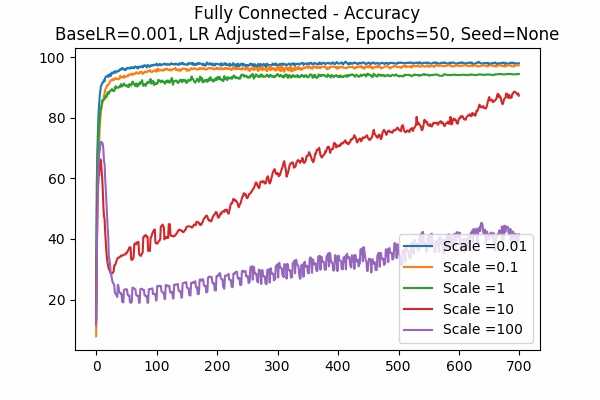 Fully Connected - Accuracy
BaseLR=0.001, LR Adjusted=False, Epochs=50, Seed=None
100
80
60
40
20
Scale =0.01
Scale =0.1
Scale =1
Scale =10
Scale =100
0 100 200 300 400 500 600 700